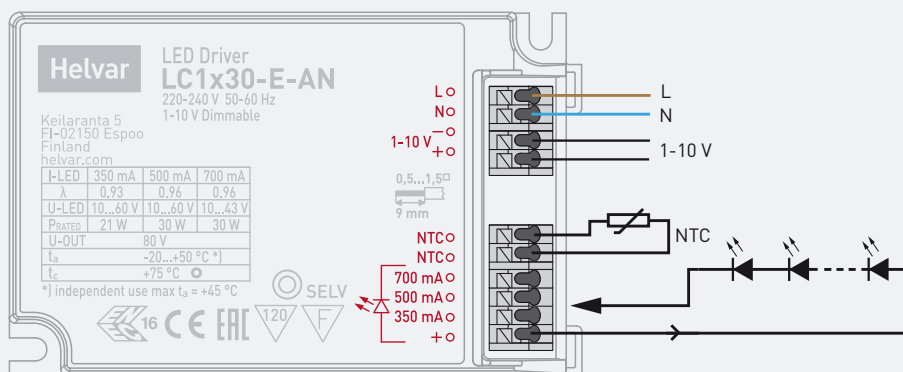 Helvar
LED Driver
LC1x30-E-AN
220-240 V 50-60 Hz
1-10 V Dimmable
Keilaranta 5
FI-02150 Espoo
Finland
helvar.com
I-LED 350 mA 500 mA 700 mA
λ 0.93 0.96 0.96
U-LED 10...60 V 10...60 V 10...43 V
PRATED 21 W 30 W 30 W
U-OUT 80 V
ta -20...+50 °C *)
tc +75 °C
*) independent use max ta = +45 °C
16 CE EAC 120 F
SELV
L
N
1-10 V
−
+
0,5...1,5
9 mm
NTC
NTC
700 mA
500 mA
350 mA
+
L
N
1-10 V
NTC